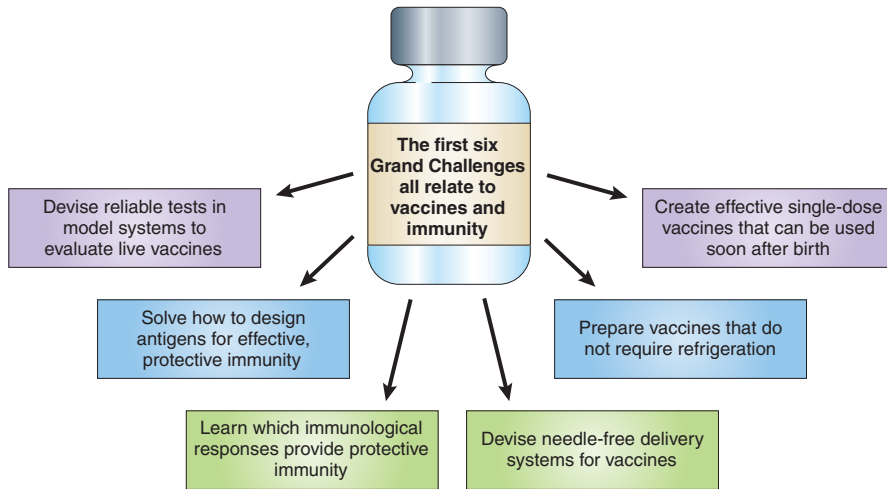 The first six
Grand Challenges
all relate to
vaccines and
immunity
Devise reliable tests in
model systems to
evaluate live vaccines
Create effective single-dose
vaccines that can be used
soon after birth
Solve how to design
antigens for effective,
protective immunity
Prepare vaccines that do
not require refrigeration
Learn which immunological
responses provide protective
immunity
Devise needle-free delivery
systems for vaccines